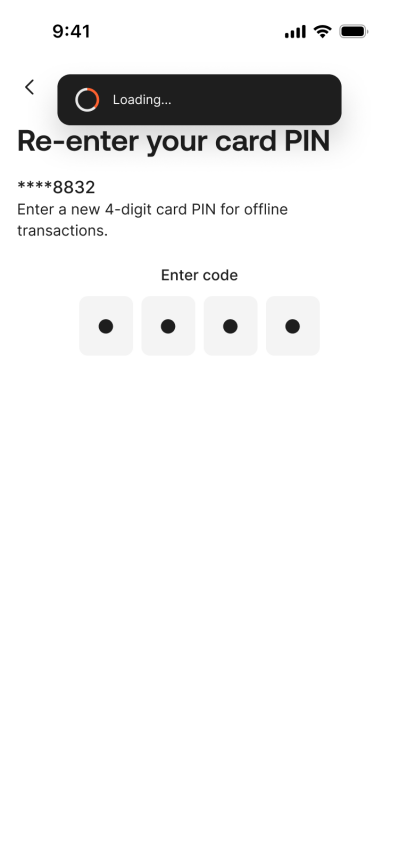 9:41
Loading...
Re-enter your card PIN
****8832
Enter a new 4-digit card PIN for offline
transactions.
Enter code